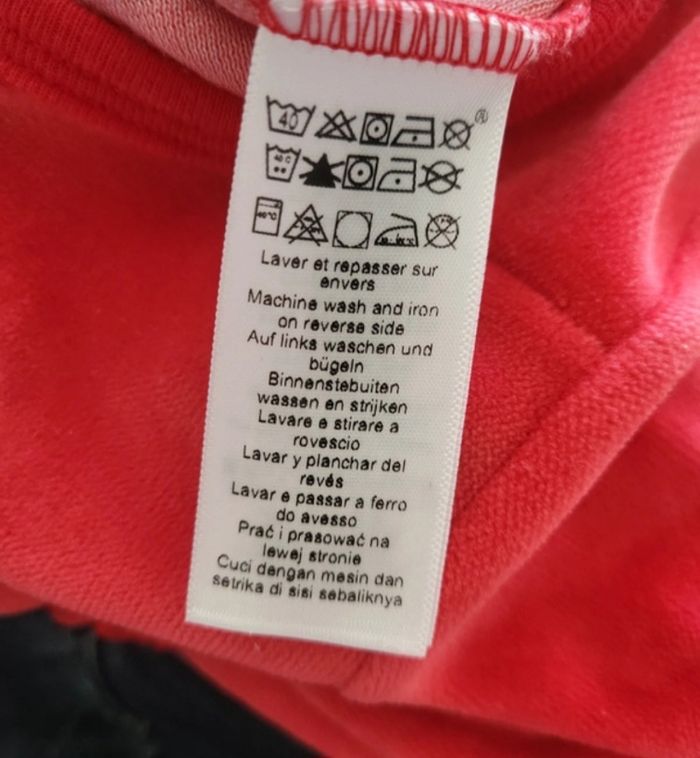 40
40 C
40°C
Laver et repasser sur
envers
Machine wash and iron
on reverse side
Auf links waschen und
bügeln
Binnenstebuiten
wassen en strijken
Lavare e stirare a
rovescio
Lavar y planchar del
revés
Lavar e passar a ferro
do avesso
Prać i prasować na
lewej stronie
Cuci dengan mesin dan
setrika di sisi sebaliknya